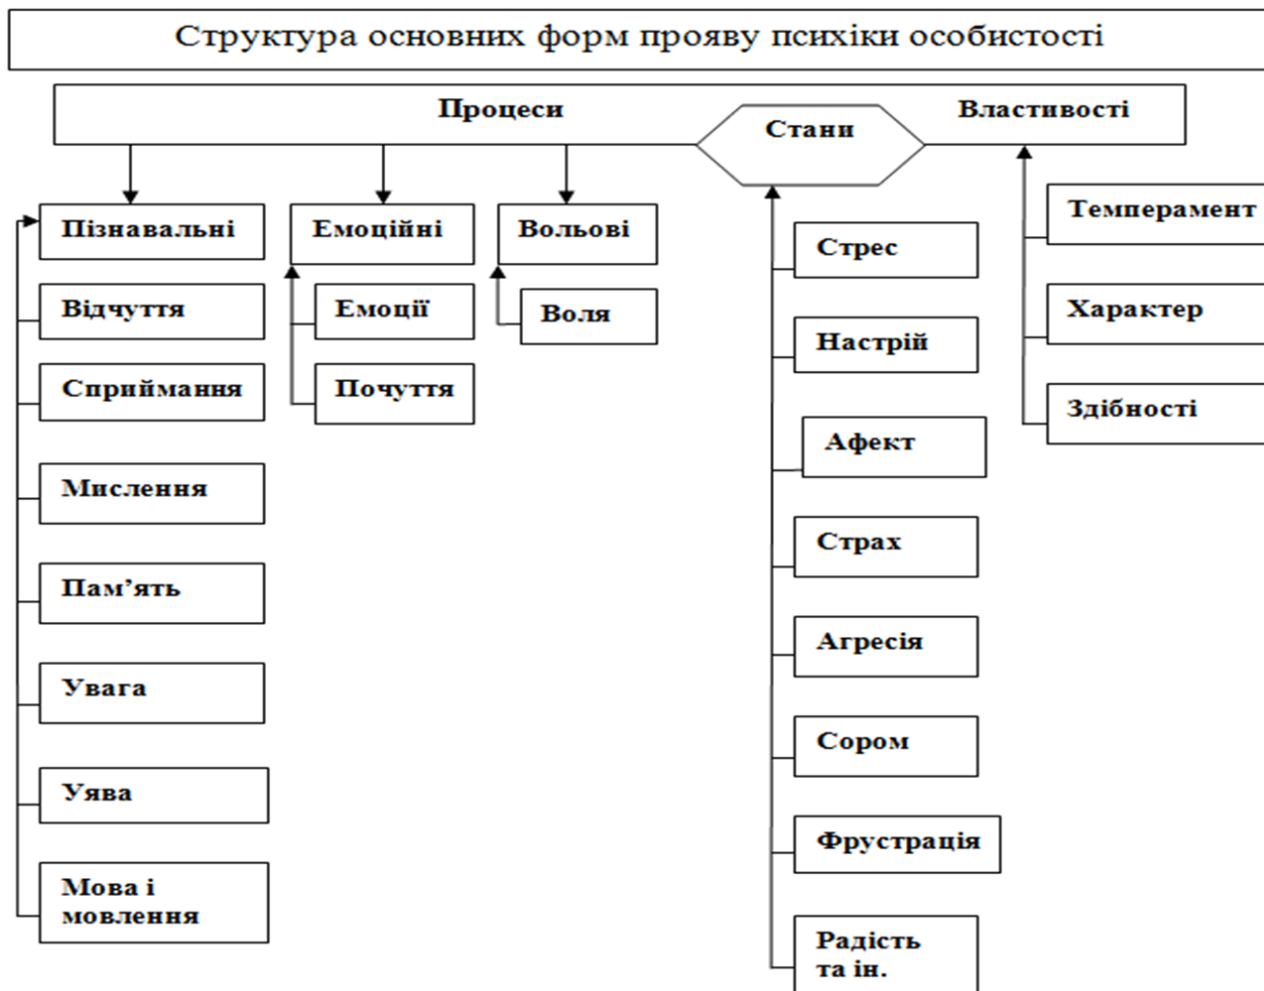 Структура основних форм прояву психіки особистості
Процеси
Стани
Властивості
Пізнавальні
Відчуття
Сприймання
Мислення
Пам’ять
Увага
Уява
Мова і
мовлення
Емоційні
Емоції
Почуття
Вольові
Воля
Стрес
Настрій
Афект
Страх
Агресія
Сором
Фрустрація
Радість
та ін.
Темперамент
Характер
Здібності